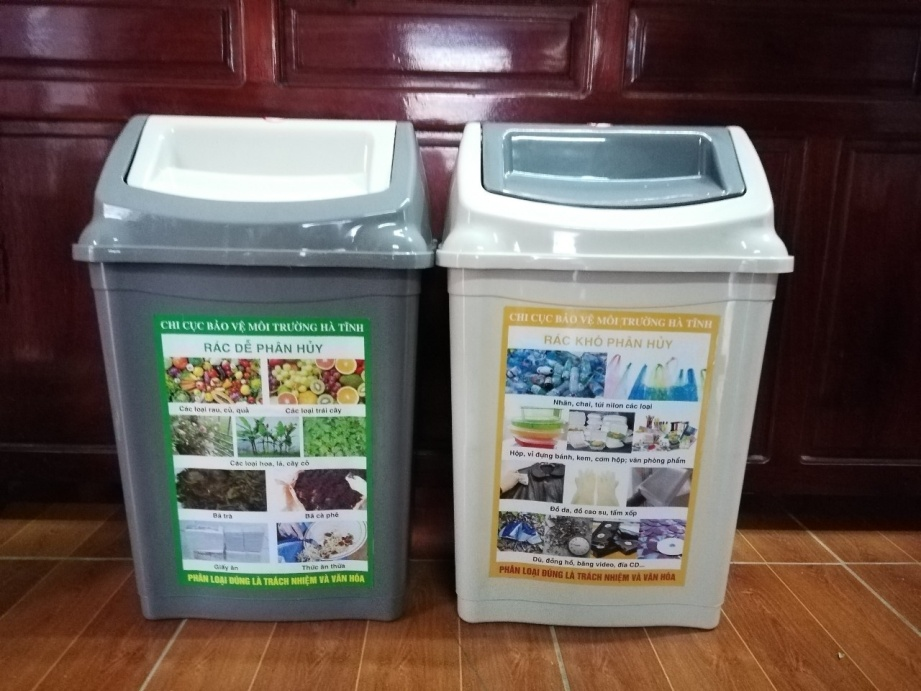 CHI CỤC BẢO VỆ MÔI TRƯỜNG HÀ TĨNH
RÁC DỄ PHÂN HỦY
Các loại rau, củ, quả
Các loại trái cây
Các loại hoa, lá, cây cỏ
Bã trà
Bã cà phê
Giấy ăn
Thức ăn thừa
PHÂN LOẠI ĐÚNG LÀ TRÁCH NHIỆM VÀ VĂN HÓA
CHI CỤC BẢO VỆ MÔI TRƯỜNG HÀ TĨNH
RÁC KHÓ PHÂN HỦY
Nhãn, chai, túi nilon các loại
Hộp, vỉ đựng bánh, kem, cơm hộp; văn phòng phẩm
Đồ da, đồ cao su, tấm xốp
Dù, đồng hồ, băng video, đĩa CD...
PHÂN LOẠI ĐÚNG LÀ TRÁCH NHIỆM VÀ VĂN HÓA